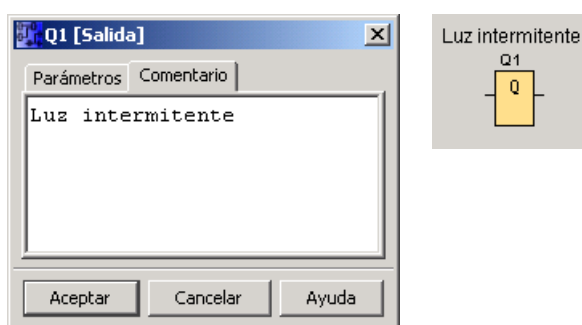 Q1 [Salida]
Parámetros Comentario
Luz intermitente
Aceptar Cancelar Ayuda
Luz intermitente
Q1
Q